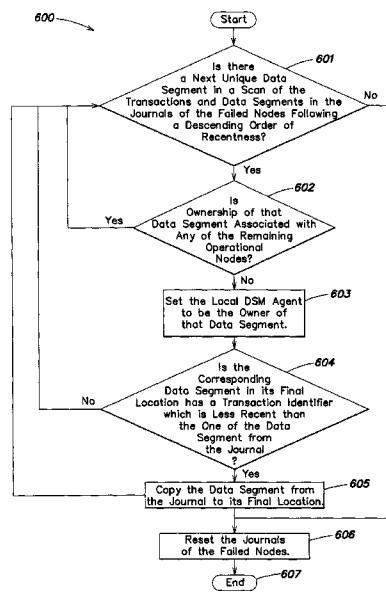 600
Start
601
Is there
a Next Unique Data
Segment in a Scan of the
Transactions and Data Segments in the
Journals of the Failed Nodes Following
a Descending Order of
Recentness?
No
Yes
602
Is
Ownership of that
Data Segment Associated with
Any of the Remaining
Operational
Nodes?
Yes
No
603
Set the Local DSM Agent
to be the Owner of
that Data Segment.
604
Is the
Corresponding
Data Segment in its Final
Location has a Transaction Identifier
which is Less Recent than
the One of the Data
Segment from
the Journal
?
No
Yes
605
Copy the Data Segment from
the Journal to its Final Location.
606
Reset the Journals
of the Failed Nodes.
End
607